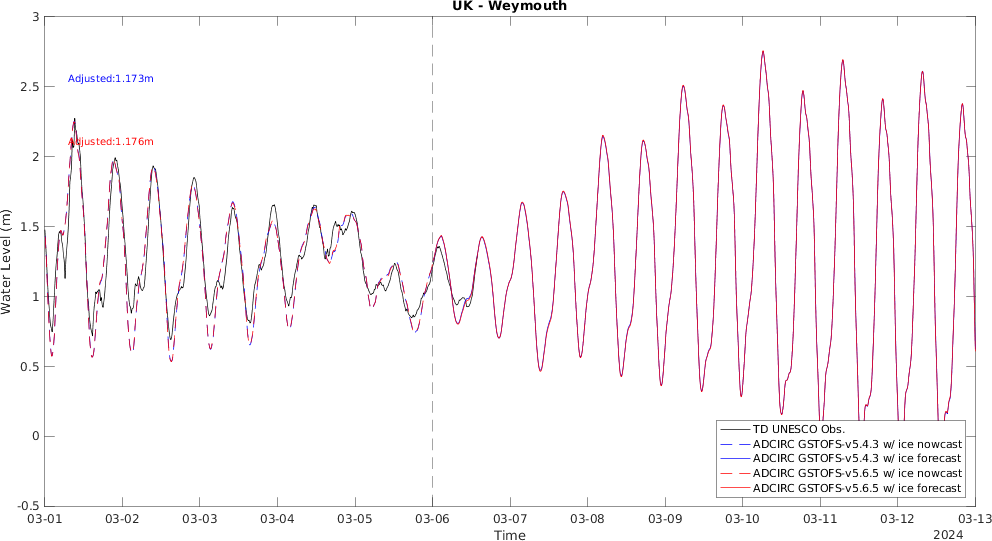 UK - Weymouth
3
2.5
2
1.5
1
0.5
0
-0.5
Water Level (m)
Adjusted:1.173m
Adjusted:1.176m
TD UNESCO Obs.
ADCIRC GSTOFS-v5.4.3 w/ ice nowcast
ADCIRC GSTOFS-v5.4.3 w/ ice forecast
ADCIRC GSTOFS-v5.6.5 w/ ice nowcast
ADCIRC GSTOFS-v5.6.5 w/ ice forecast
03-01 03-02 03-03 03-04 03-05 03-06 03-07 03-08 03-09 03-10 03-11 03-12 03-13
Time
2024